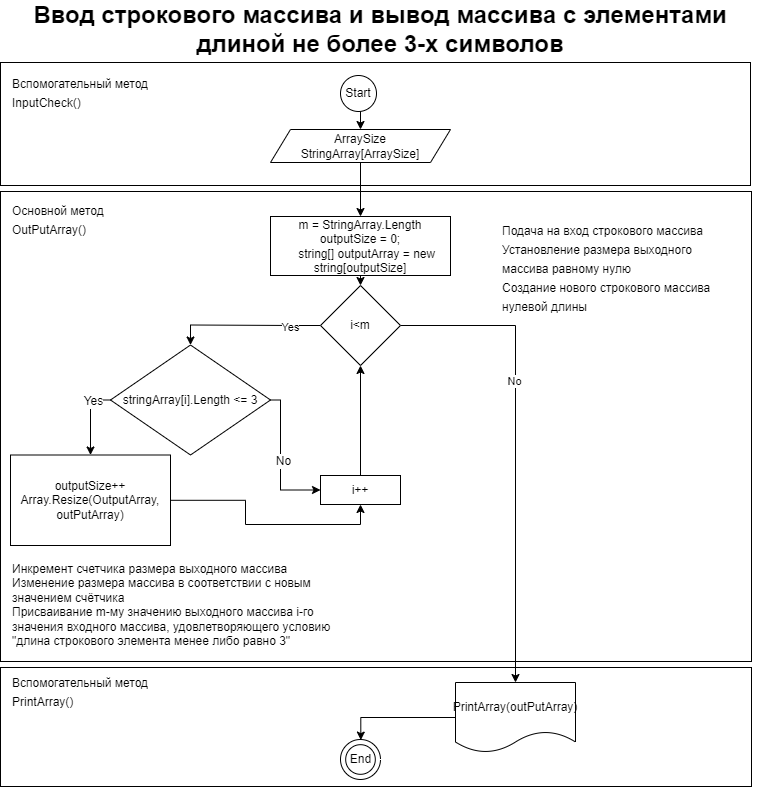 Ввод строкового массива и вывод массива с элементами
длиной не более 3-х символов
Вспомогательный метод
InputCheck()
Start
ArraySize
StringArray[ArraySize]
Основной метод
OutPutArray()
m = StringArray.Length
outputSize = 0;
string[] outputArray = new
string[outputSize]
Подача на вход строкового массива
Установление размера выходного
массива равному нулю
Создание нового строкового массива
нулевой длины
i<m
Yes
No
stringArray[i].Length <= 3
Yes
No
outputSize++
Array.Resize(OutputArray,
outPutArray)
i++
Инкремент счетчика размера выходного массива
Изменение размера массива в соответствии с новым
значением счётчика
Присваивание m-му значению выходного массива i-го
значения входного массива, удовлетворяющего условию
"длина строкового элемента менее либо равно 3"
Вспомогательный метод
PrintArray()
PrintArray(outPutArray)
End